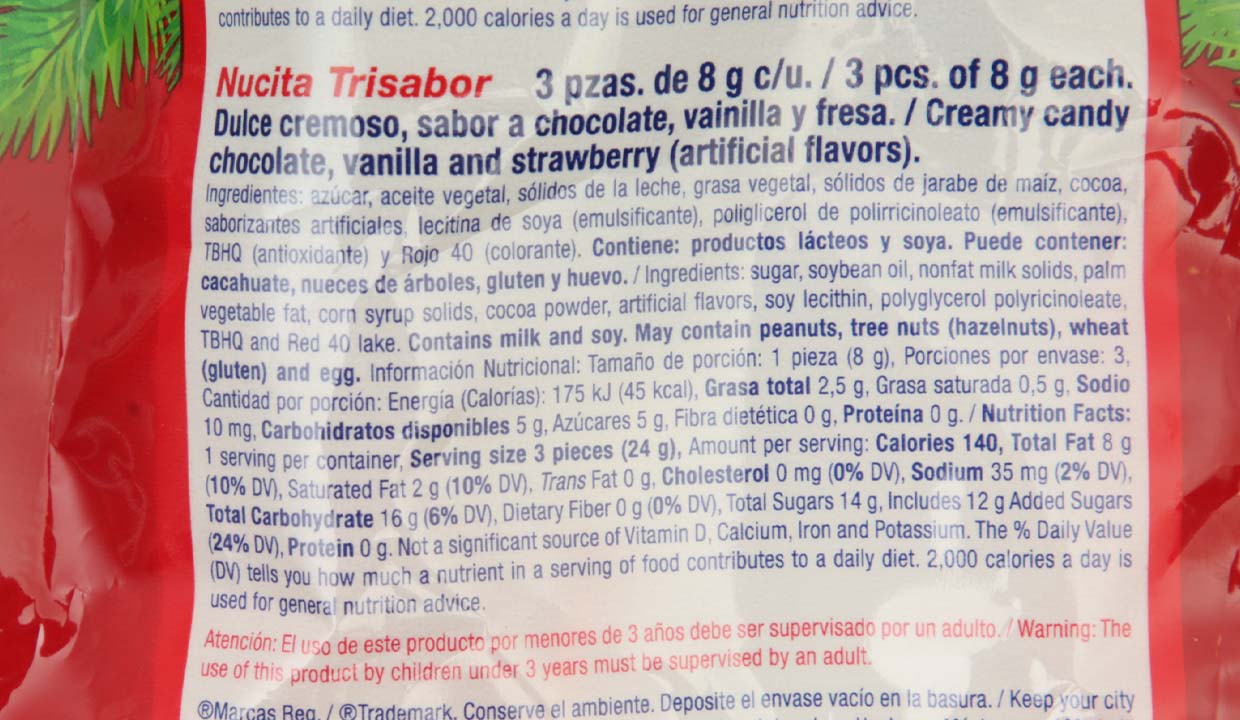 contributes to a daily diet. 2,000 calories a day is used for general nutrition advice.
Nucita Trisabor 3 pzas. de 8 g c/u. / 3 pcs. of 8 g each.
Dulce cremoso, sabor a chocolate, vainilla y fresa. / Creamy candy
chocolate, vanilla and strawberry (artificial flavors).
Ingredientes: azúcar, aceite vegetal, sólidos de la leche, grasa vegetal, sólidos de jarabe de maíz, cocoa,
saborizantes artificiales, lecitina de soya (emulsificante), poliglicerol de polirricinoleato (emulsificante),
TBHQ (antioxidante) y Rojo 40 (colorante). Contiene: productos lácteos y soya. Puede contener:
cacahuate, nueces de árboles, gluten y huevo. / Ingredients: sugar, soybean oil, nonfat milk solids, palm
vegetable fat, corn syrup solids, cocoa powder, artificial flavors, soy lecithin, polyglycerol polyricinoleate,
TBHQ and Red 40 lake. Contains milk and soy. May contain peanuts, tree nuts (hazelnuts), wheat
(gluten) and egg. Información Nutricional: Tamaño de porción: 1 pieza (8 g), Porciones por envase: 3,
Cantidad por porción: Energía (Calorías): 175 kJ (45 kcal), Grasa total 2,5 g, Grasa saturada 0,5 g, Sodio
10 mg, Carbohidratos disponibles 5 g, Azúcares 5 g, Fibra dietética 0 g, Proteína 0 g. / Nutrition Facts:
1 serving per container, Serving size 3 pieces (24 g), Amount per serving: Calories 140, Total Fat 8 g
(10% DV), Saturated Fat 2 g (10% DV), Trans Fat 0 g, Cholesterol 0 mg (0% DV), Sodium 35 mg (2% DV),
Total Carbohydrate 16 g (6% DV), Dietary Fiber 0 g (0% DV), Total Sugars 14 g, Includes 12 g Added Sugars
(24% DV), Protein 0 g. Not a significant source of Vitamin D, Calcium, Iron and Potassium. The % Daily Value
(DV) tells you how much a nutrient in a serving of food contributes to a daily diet. 2,000 calories a day is
used for general nutrition advice.
Atención: El uso de este producto por menores de 3 años debe ser supervisado por un adulto. / Warning: The
use of this product by children under 3 years must be supervised by an adult.
®Marcas Reg. / ®Trademark. Conserve el ambiente. Deposite el envase vacío en la basura. / Keep your city